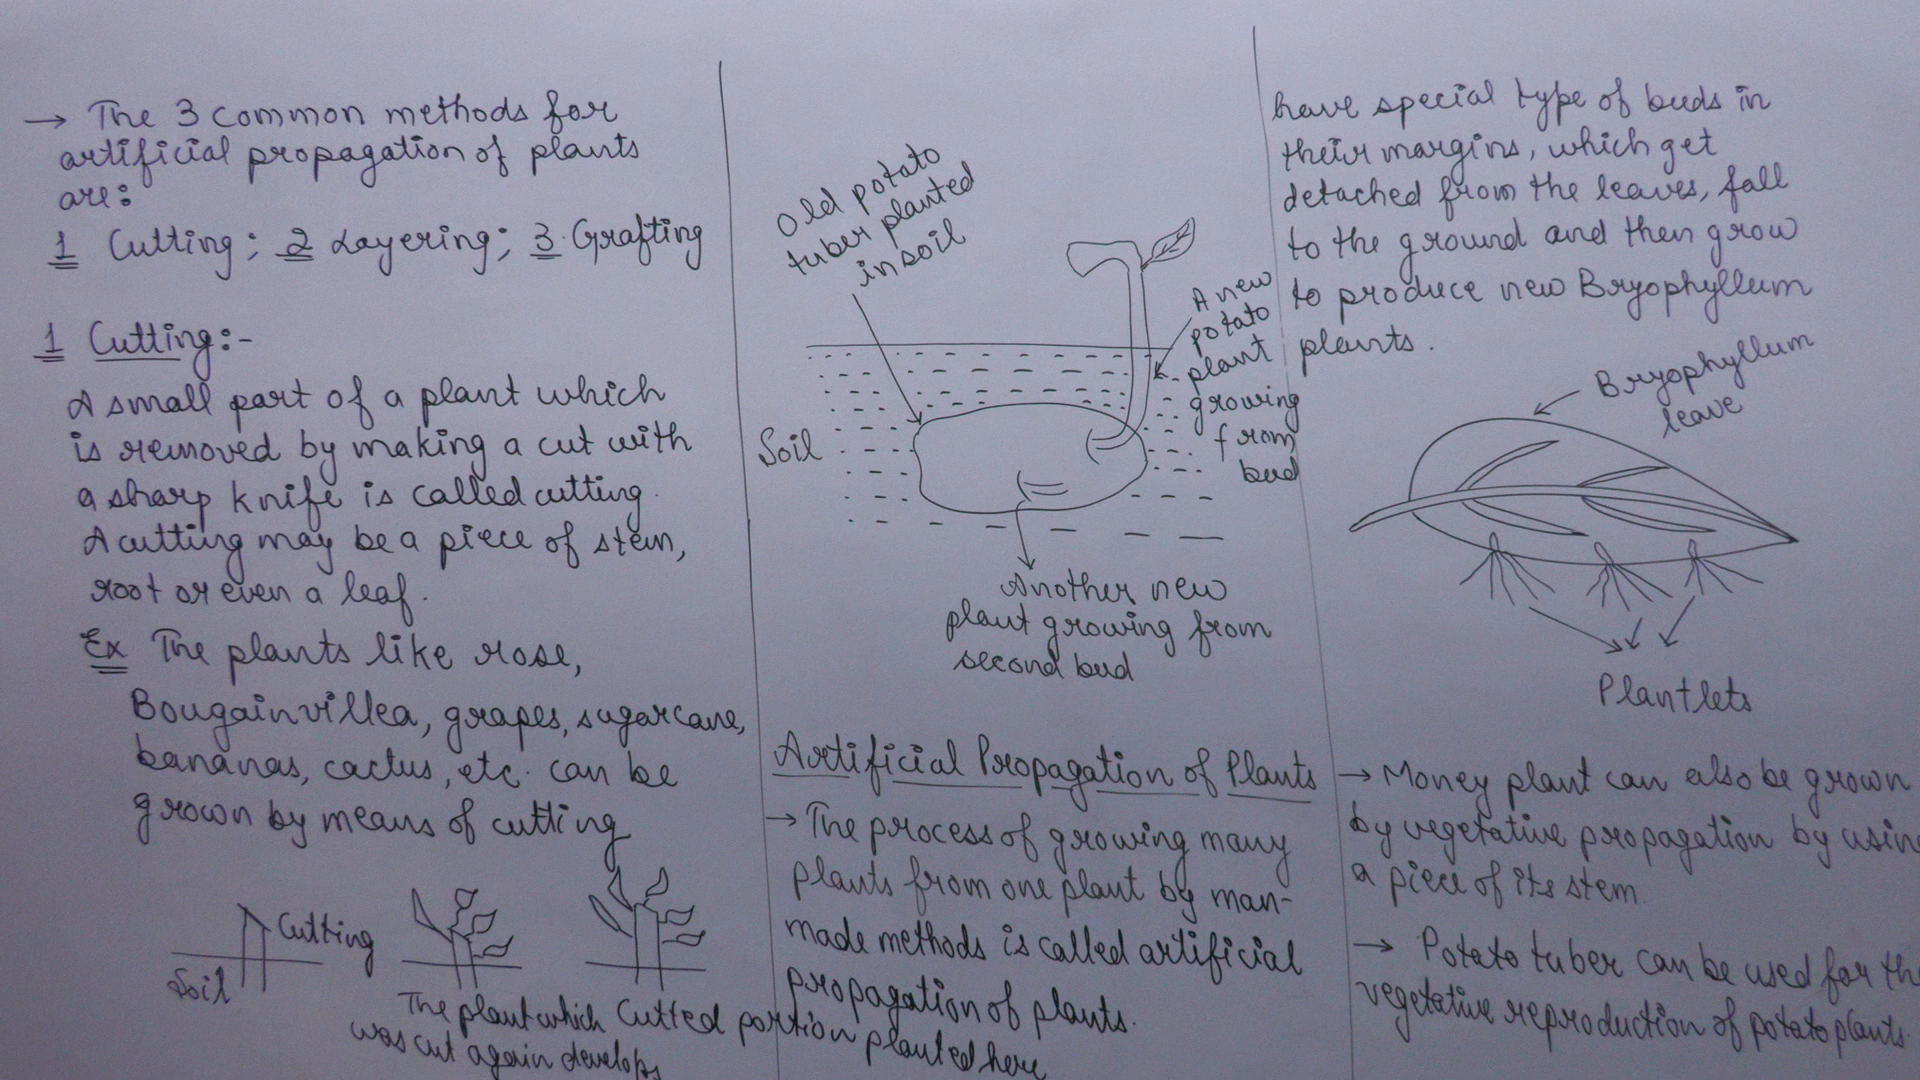 → The 3 common methods for
artificial propagation of plants
are:
1 Cutting; 2 Layering; 3. Grafting
1 Cutting:-
A small part of a plant which
is removed by making a cut with
a sharp knife is called cutting.
A cutting may be a piece of stem,
root or even a leaf.
Ex The plants like rose,
Bougainvillea, grapes, sugarcane,
bananas, cactus, etc. can be
grown by means of cutting
Cutting
Soil
The plant which
was cut again develops
Cutted portion
planted here
Old potato
tuber planted
in soil
A new
potato
plant
growing
from
bud
Soil
Another new
plant growing from
second bud
Artificial Propagation of Plants
→ The process of growing many
plants from one plant by man-
made methods is called artificial
propagation of plants.
have special type of buds in
their margins, which get
detached from the leaves, fall
to the ground and then grow
to produce new Bryophyllum
plants.
Bryophyllum
leave
Plantlets
→ Money plant can also be grown
by vegetative propagation by using
a piece of its stem.
→ Potato tuber can be used for th
vegetative reproduction of potato plants.